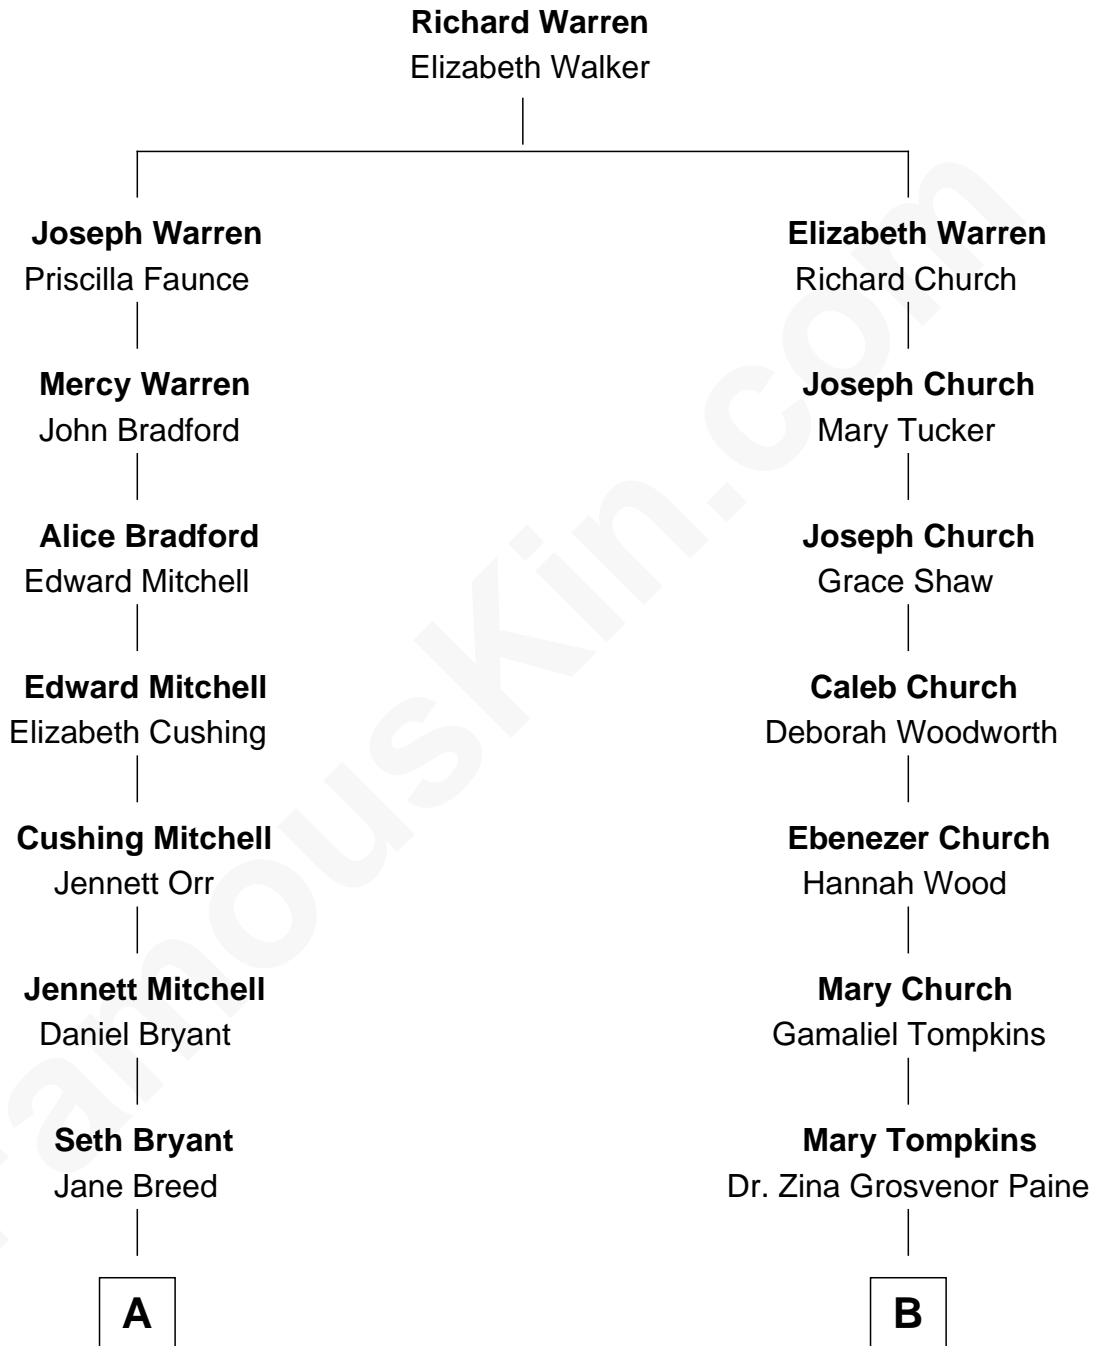 Richard Warren
Elizabeth Walker
Joseph Warren
Priscilla Faunce
Elizabeth Warren
Richard Church
Mercy Warren
John Bradford
Joseph Church
Mary Tucker
Alice Bradford
Edward Mitchell
Joseph Church
Grace Shaw
Edward Mitchell
Elizabeth Cushing
Caleb Church
Deborah Woodworth
Cushing Mitchell
Jennett Orr
Ebenezer Church
Hannah Wood
Jennett Mitchell
Daniel Bryant
Mary Church
Gamaliel Tompkins
Seth Bryant
Jane Breed
Mary Tompkins
Dr. Zina Grosvenor Paine
A
B
FamousKin.com